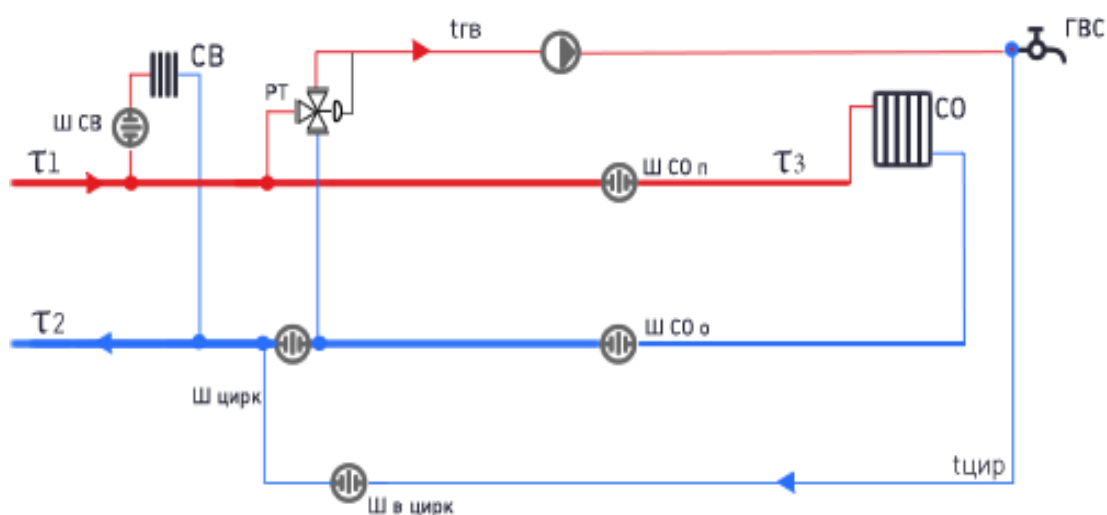 tгв
ГВС
СВ
РТ
СО
Ш СВ
τ1
Ш СО п
τ3
τ2
Ш СО о
Ш цирк
tцир
Ш в цирк